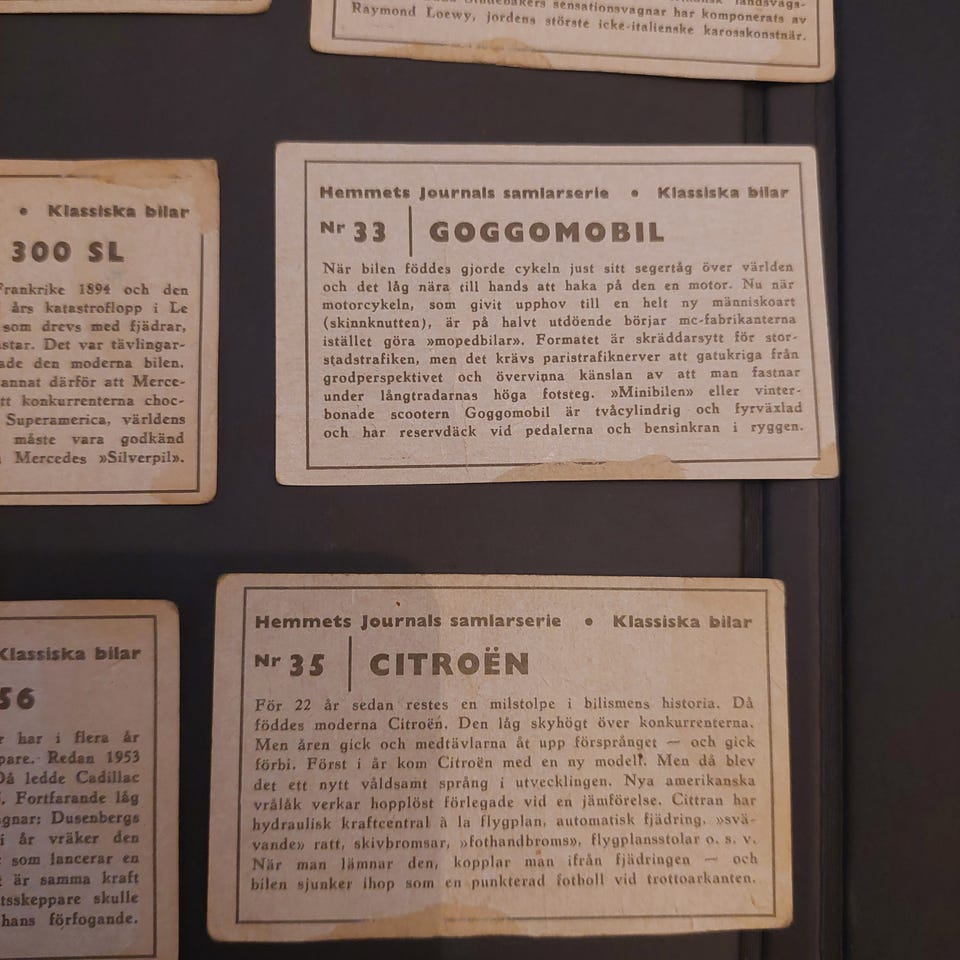 sensationsvagnar har komponerats av
Raymond Loewy, jordens störste icke-italienske karosskonstnär.
• Klassiska bilar
300 SL
Frankrike 1894 och den
års katastroflopp i Le
som drevs med fjädrar,
Det var tävlingar-
den moderna bilen.
annat därför att Merce-
konkurrenterna choc-
Superamerica, världens
måste vara godkänd
Mercedes »Silverpil».
Hemmets Journals samlarserie • Klassiska bilar
Nr 33 GOGGOMOBIL
När bilen föddes gjorde cykeln just sitt segertåg över världen
och det låg nära till hands att haka på den en motor. Nu när
motorcykeln, som givit upphov till en helt ny människoart
(skinnknutten), är på halvt utdöende börjar mc-fabrikanterna
istället göra »mopedbilar». Formatet är skräddarsytt för stor-
stadstrafiken, men det krävs paristrafiknerver att gatukriga från
grodperspektivet och övervinna känslan av att man fastnar
under långtradarnas höga fotsteg. »Minibilen» eller vinter-
bonade scootern Goggomobil är tvåcylindrig och fyrväxlad
och har reservdäck vid pedalerna och bensinkran i ryggen.
Klassiska bilar
56
har i flera år
Redan 1953
Då ledde Cadillac
Fortfarande låg
Dusenbergs
i år vräker den
som lancerar en
är samma kraft
skulle
hans förfogande.
Hemmets Journals samlarserie • Klassiska bilar
Nr 35 CITROËN
För 22 år sedan restes en milstolpe i bilismens historia. Då
föddes moderna Citroën. Den låg skyhögt över konkurrenterna.
Men åren gick och medtävlarna åt upp försprånget — och gick
förbi. Först i år kom Citroën med en ny modell. Men då blev
det ett nytt våldsamt språng i utvecklingen. Nya amerikanska
vrålåk verkar hopplöst förlegade vid en jämförelse. Cittran har
hydraulisk kraftcentral à la flygplan, automatisk fjädring, »svä-
vande» ratt, skivbromsar, »fothandbroms», flygplansstolar o. s. v.
När man lämnar den, kopplar man ifrån fjädringen — och
bilen sjunker ihop som en punkterad fotboll vid trottoarkanten.